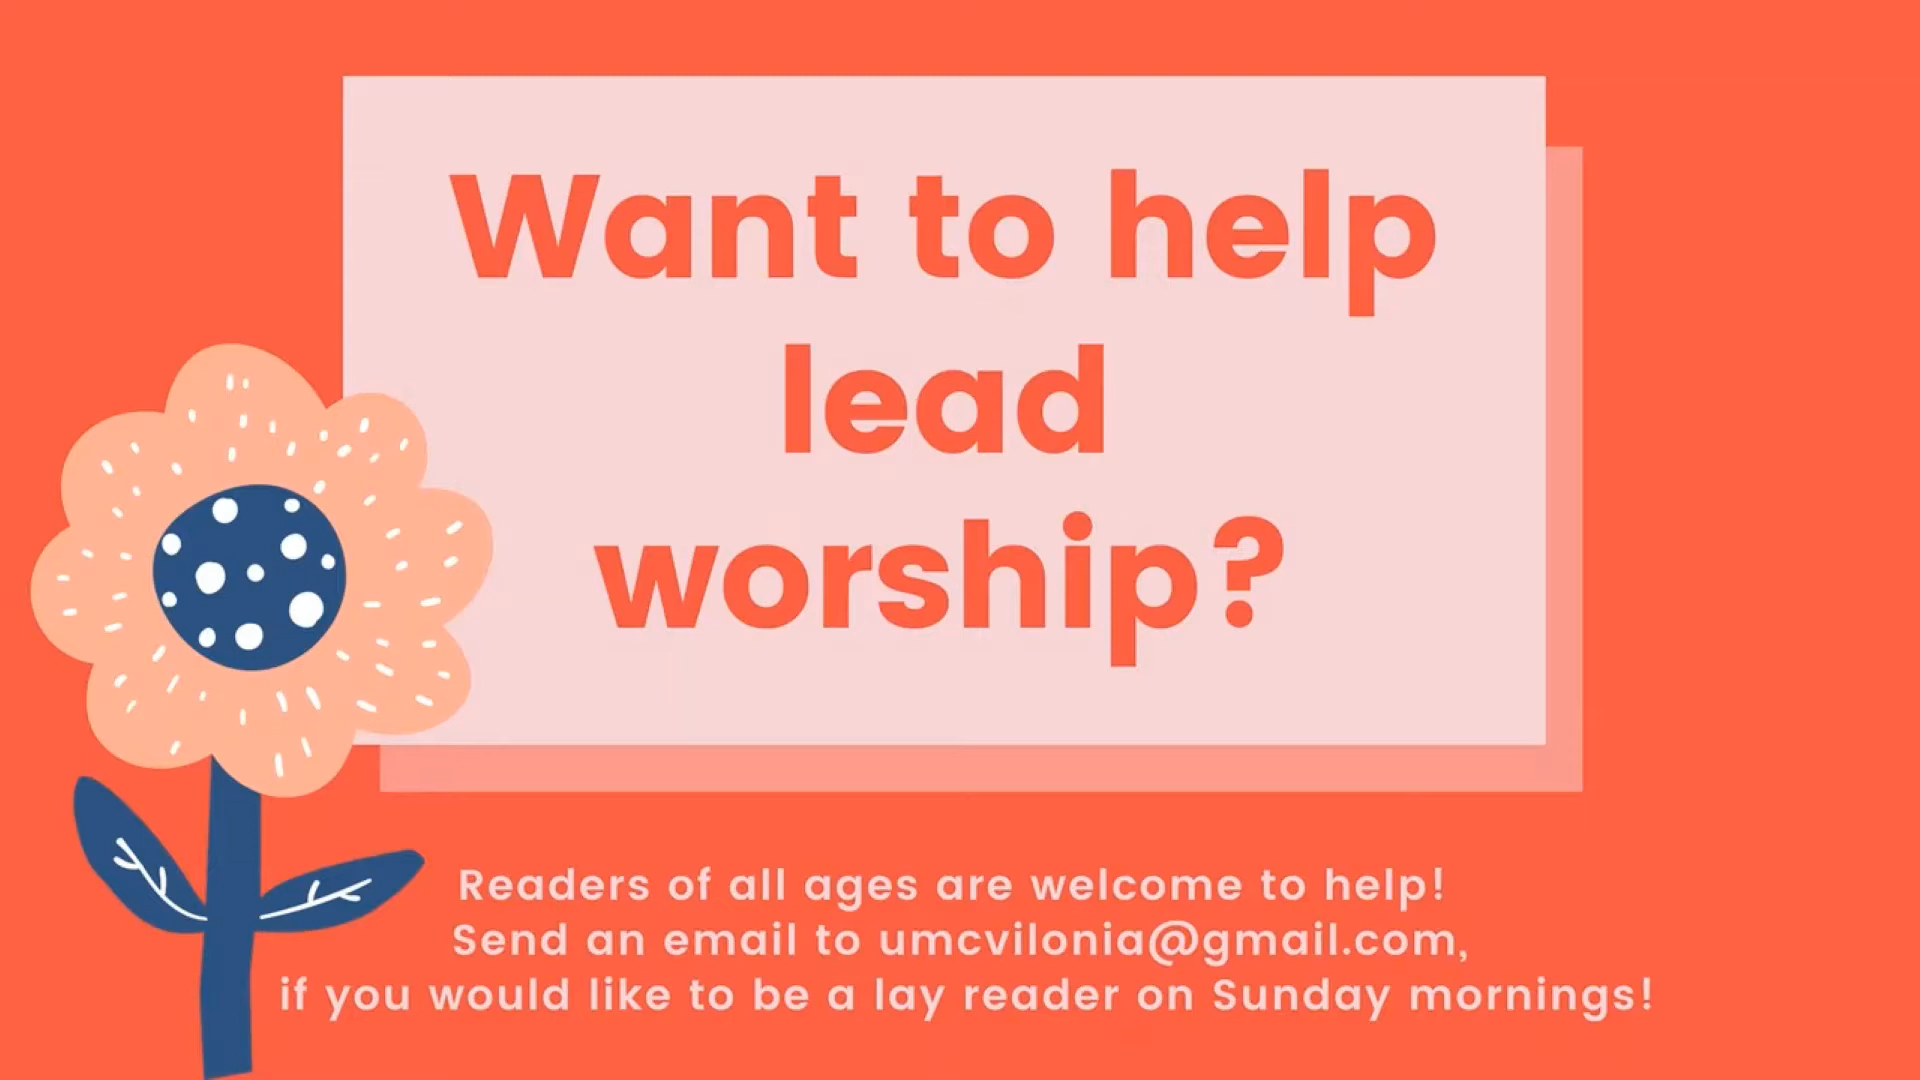 Want to help
lead
worship?
Readers of all ages are welcome to help!
Send an email to umcvilonia@gmail.com,
if you would like to be a lay reader on Sunday mornings!